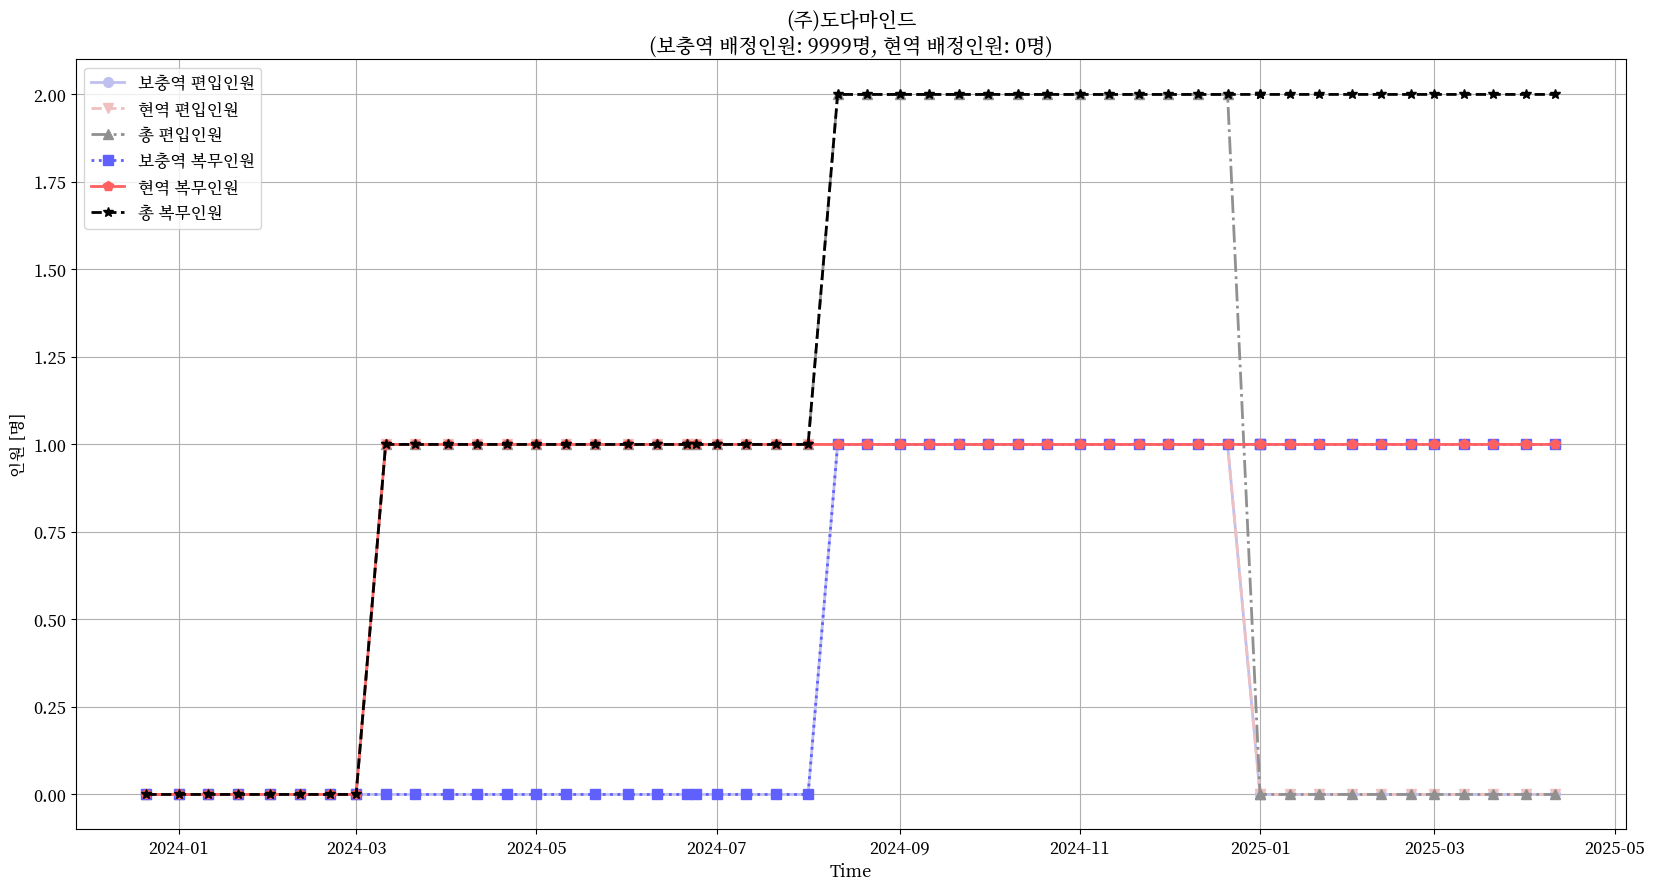 (주)도다마인드
(보충역 배정인원: 9999명, 현역 배정인원: 0명)
보충역 편입인원
현역 편입인원
총 편입인원
보충역 복무인원
현역 복무인원
총 복무인원
2.00
1.75
1.50
1.25
1.00
0.75
0.50
0.25
0.00
인원 [명]
2024-01
2024-03
2024-05
2024-07
2024-09
2024-11
2025-01
2025-03
2025-05
Time